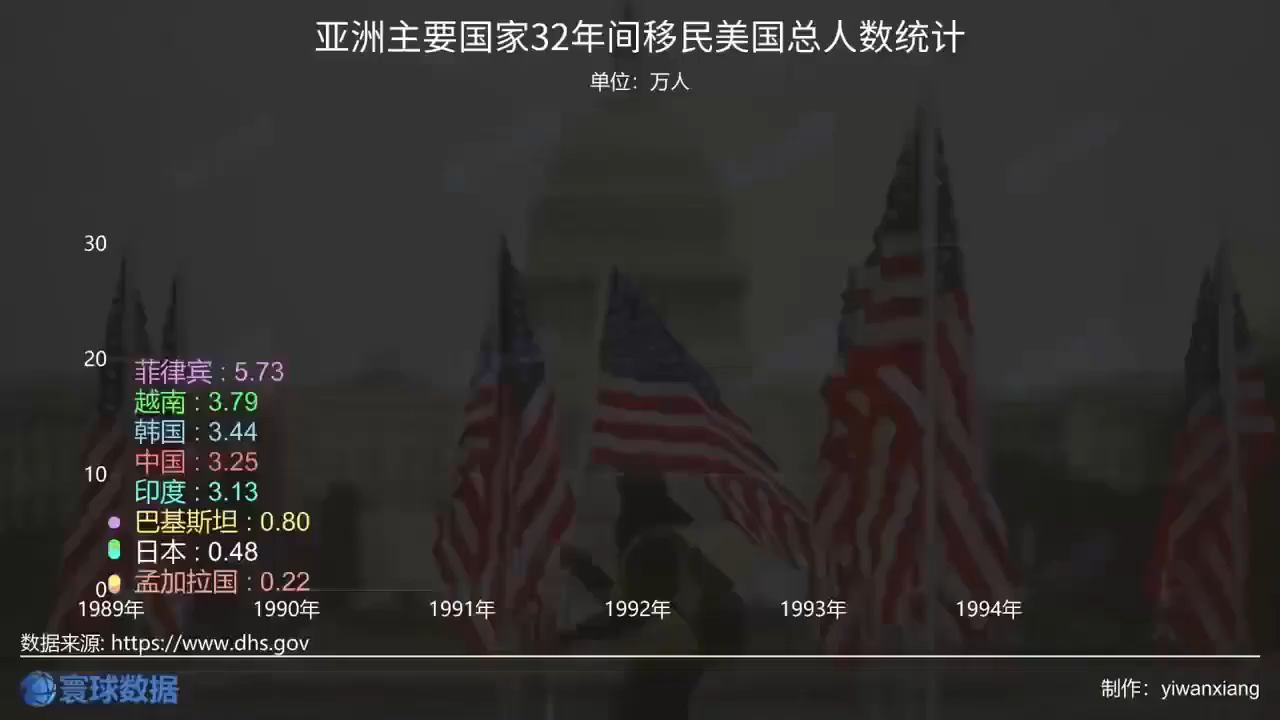 亚洲主要国家32年间移民美国总人数统计
单位：万人
30
20
10
0
菲律宾 : 5.73
越南 : 3.79
韩国 : 3.44
中国 : 3.25
印度 : 3.13
巴基斯坦 : 0.80
日本 : 0.48
孟加拉国 : 0.22
1989年 1990年 1991年 1992年 1993年 1994年
数据来源: https://www.dhs.gov
寰球数据
制作：yiwanxiang